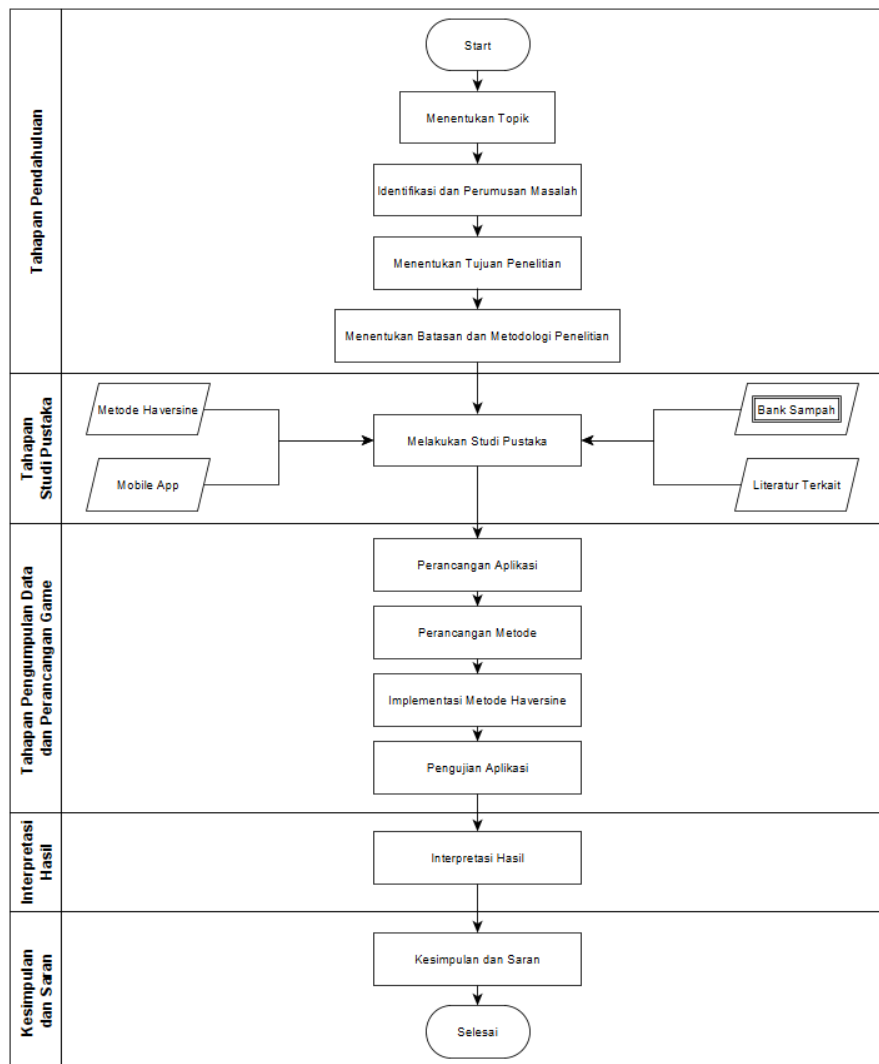 Tahapan Pendahuluan
Start
Menentukan Topik
Identifikasi dan Perumusan Masalah
Menentukan Tujuan Penelitian
Menentukan Batasan dan Metodologi Penelitian
Tahapan
Studi Pustaka
Metode Haversine
Mobile App
Melakukan Studi Pustaka
Bank Sampah
Literatur Terkait
Tahapan Pengumpulan Data
dan Perancangan Game
Perancangan Aplikasi
Perancangan Metode
Implementasi Metode Haversine
Pengujian Aplikasi
Interpretasi
Hasil
Interpretasi Hasil
Kesimpulan
dan Saran
Kesimpulan dan Saran
Selesai